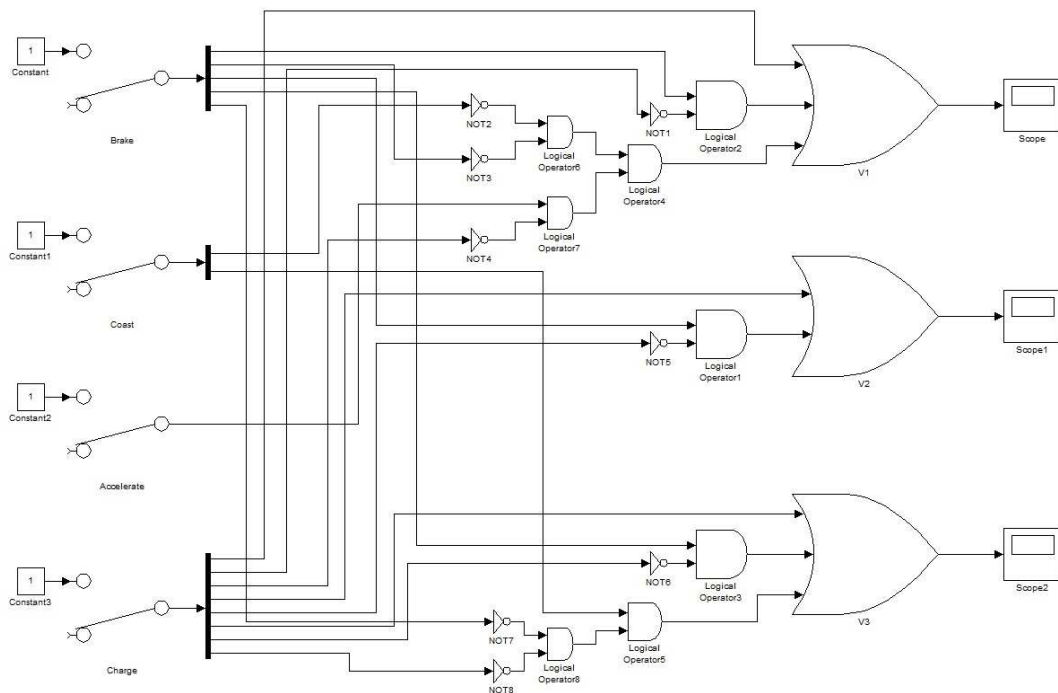 1
Constant
Brake
NOT2
NOT3
Logical
Operator6
NOT1
Logical
Operator2
Logical
Operator4
V1
Scope
1
Constant1
Coast
NOT4
Logical
Operator7
NOT5
Logical
Operator1
V2
Scope1
1
Constant2
Accelerate
1
Constant3
Charge
NOT7
NOT8
Logical
Operator8
NOT6
Logical
Operator3
Logical
Operator5
V3
Scope2